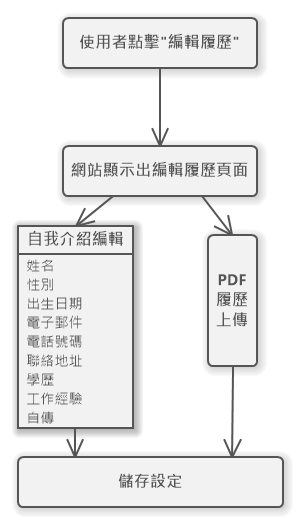 使用者點擊"編輯履歷"
網站顯示出編輯履歷頁面
自我介紹編輯
姓名
性別
出生日期
電子郵件
電話號碼
聯絡地址
學歷
工作經驗
自傳
PDF
履歷
上傳
儲存設定